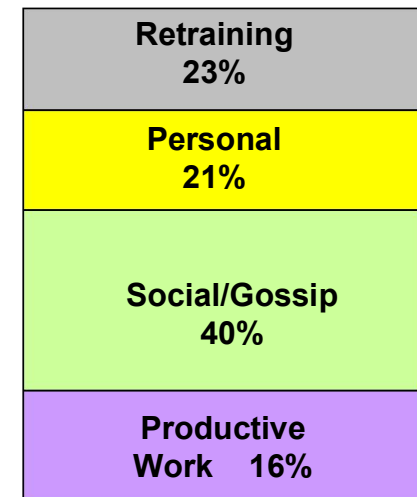 Retraining
23%
Personal
21%
Social/Gossip
40%
Productive
Work 16%